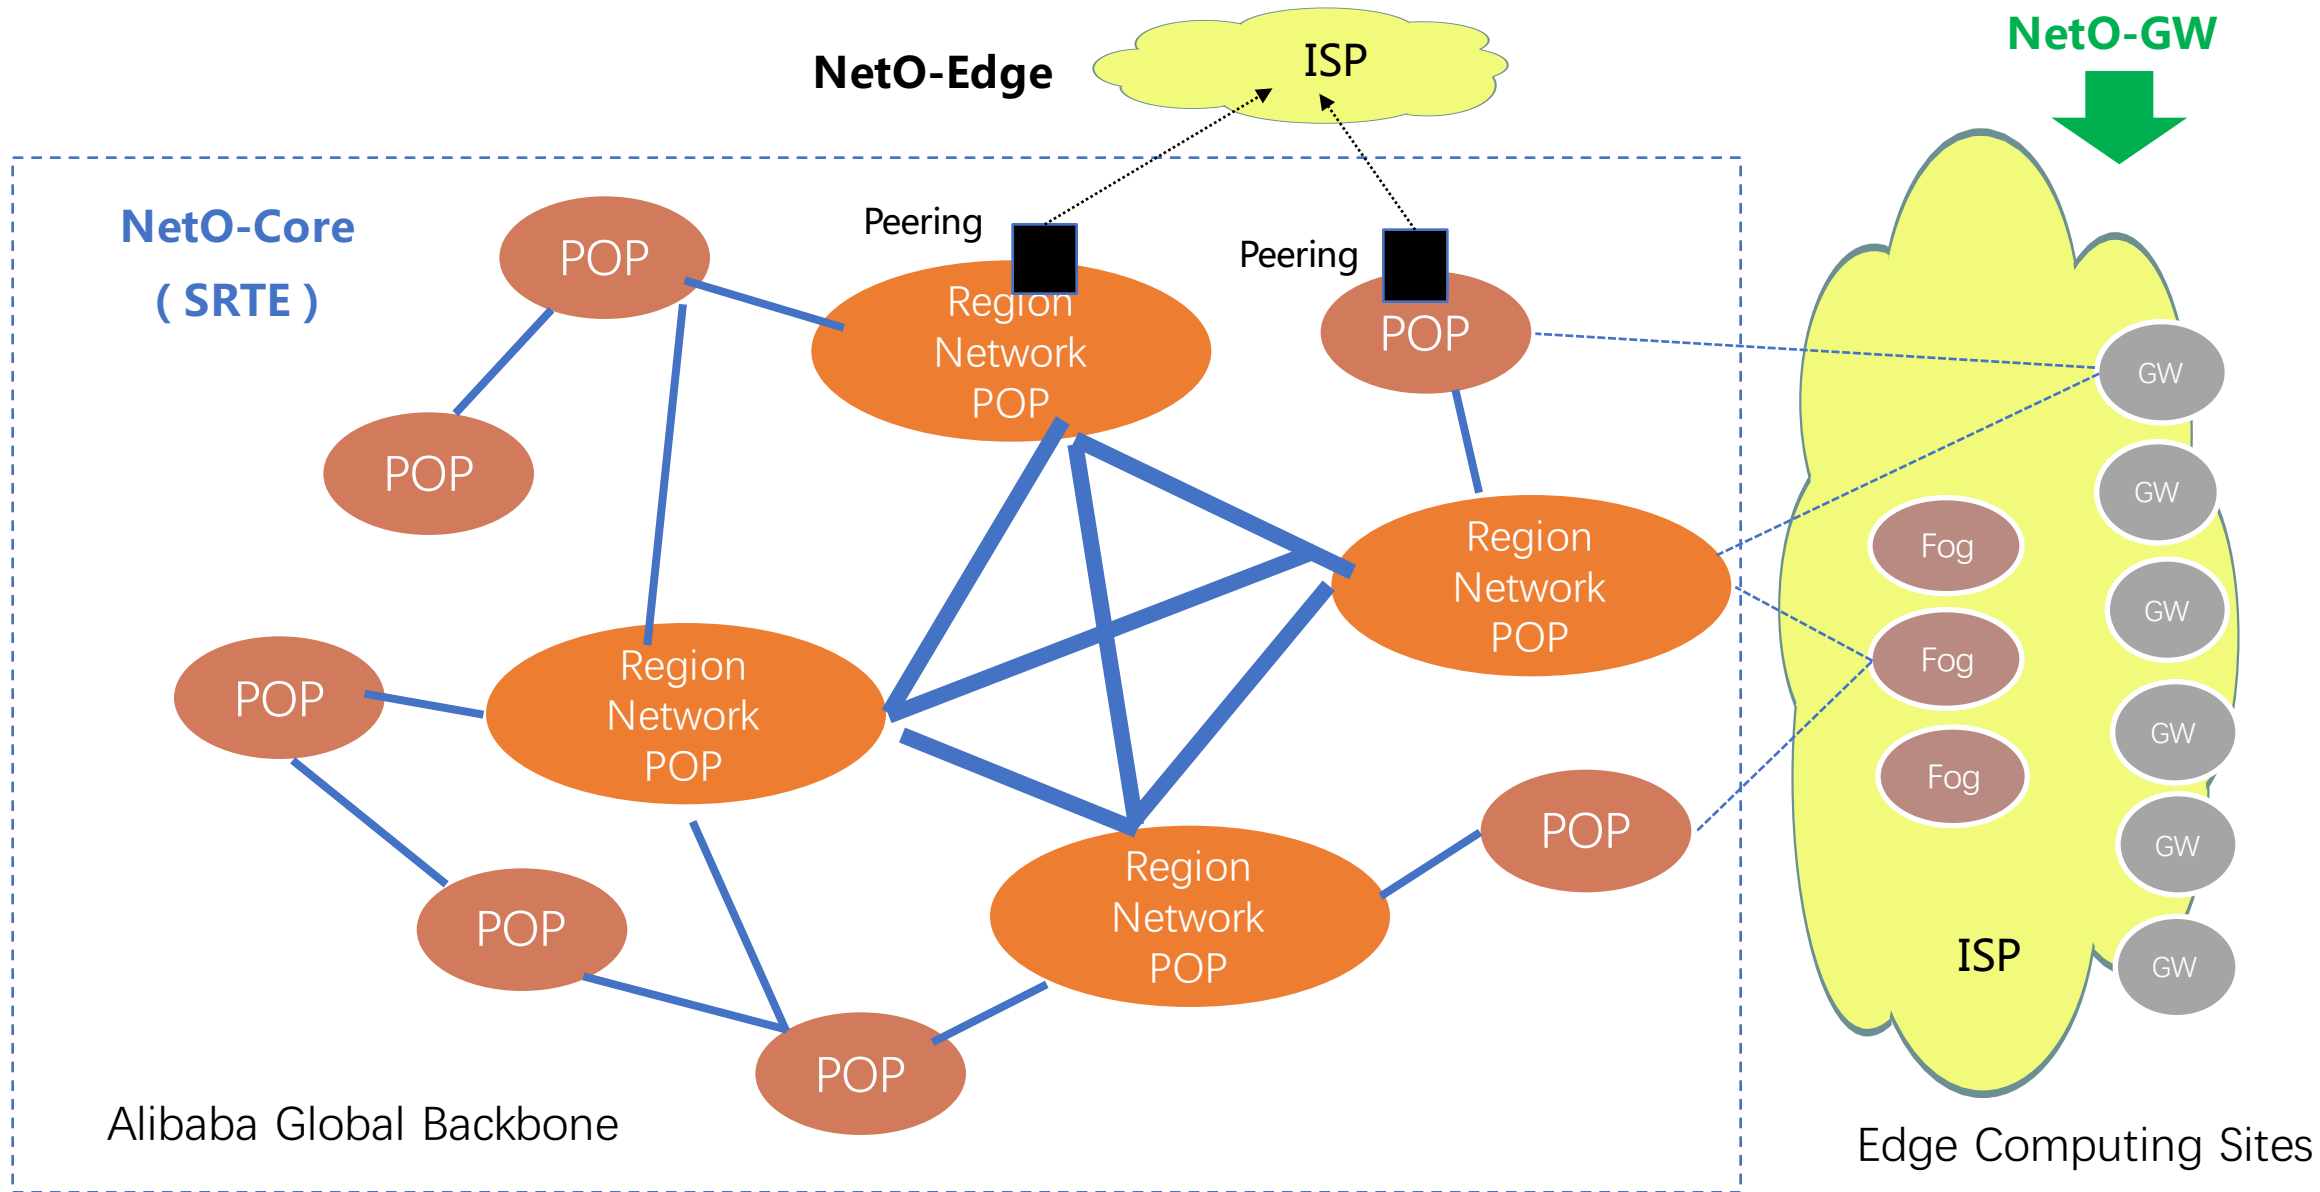 NetO-Edge
ISP
NetO-GW
NetO-Core
( SRTE )
POP
Peering
Region
Network
POP
Peering
POP
GW
POP
GW
Region
Network
POP
Fog
GW
Region
Network
POP
Fog
POP
GW
Fog
POP
GW
Region
Network
POP
POP
ISP
GW
POP
Alibaba Global Backbone
Edge Computing Sites